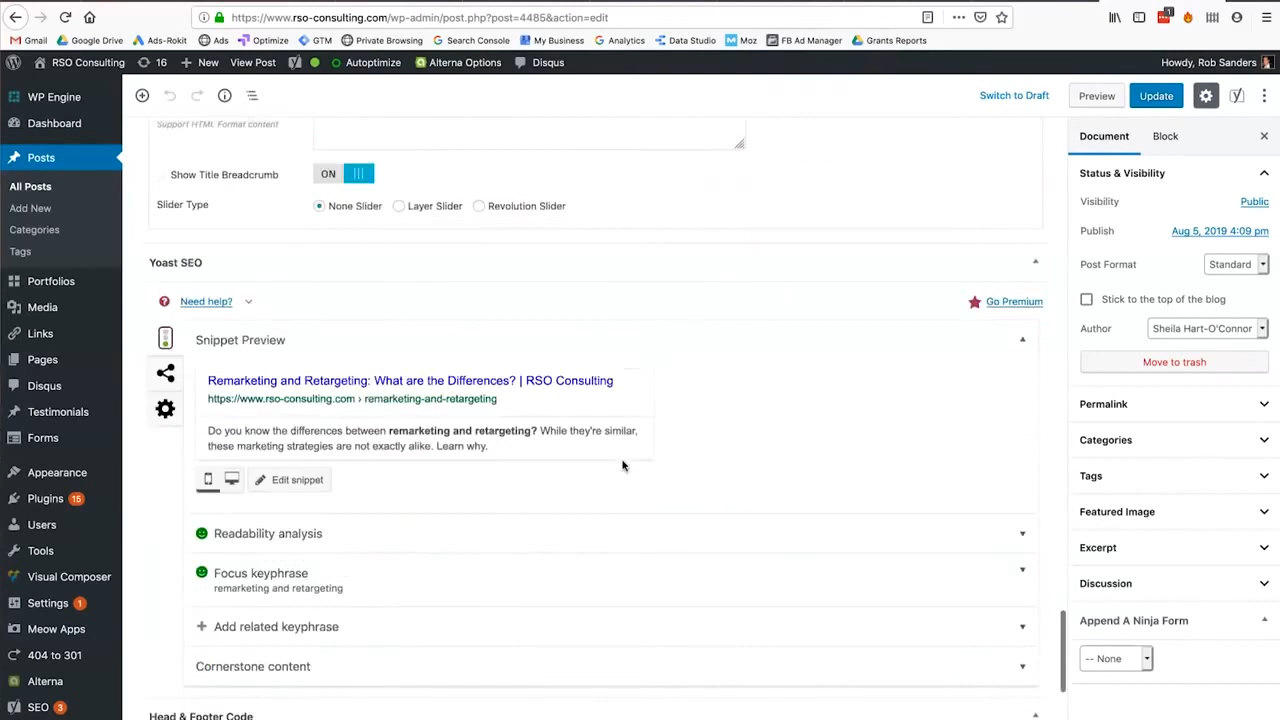 https://www.rso-consulting.com/wp-admin/post.php?post=4485&action=edit
Gmail Google Drive Ads-Rokit Ads Optimize GTM Private Browsing Search Console My Business Analytics Data Studio Moz FB Ad Manager Grants Reports
RSO Consulting 16 New View Post Autoptimize Alterna Options Disqus Howdy, Rob Sanders
WP Engine
Dashboard
Posts
All Posts
Add New
Categories
Tags
Portfolios
Media
Links
Pages
Disqus
Testimonials
Forms
Appearance
Plugins 15
Users
Tools
Visual Composer
Settings 1
Meow Apps
404 to 301
Alterna
SEO 3
Switch to Draft Preview Update
Support HTML. Format content
Show Title Breadcrumb ON
Slider Type None Slider Layer Slider Revolution Slider
Yoast SEO
Need help? Go Premium
Snippet Preview
Remarketing and Retargeting: What are the Differences? | RSO Consulting
https://www.rso-consulting.com › remarketing-and-retargeting
Do you know the differences between remarketing and retargeting? While they're similar,
these marketing strategies are not exactly alike. Learn why.
Edit snippet
Readability analysis
Focus keyphrase
remarketing and retargeting
Add related keyphrase
Cornerstone content
Head & Footer Code
Document Block
Status & Visibility
Visibility Public
Publish Aug 5, 2019 4:09 pm
Post Format Standard
Stick to the top of the blog
Author Sheila Hart-O'Connor
Move to trash
Permalink
Categories
Tags
Featured Image
Excerpt
Discussion
Append A Ninja Form
-- None